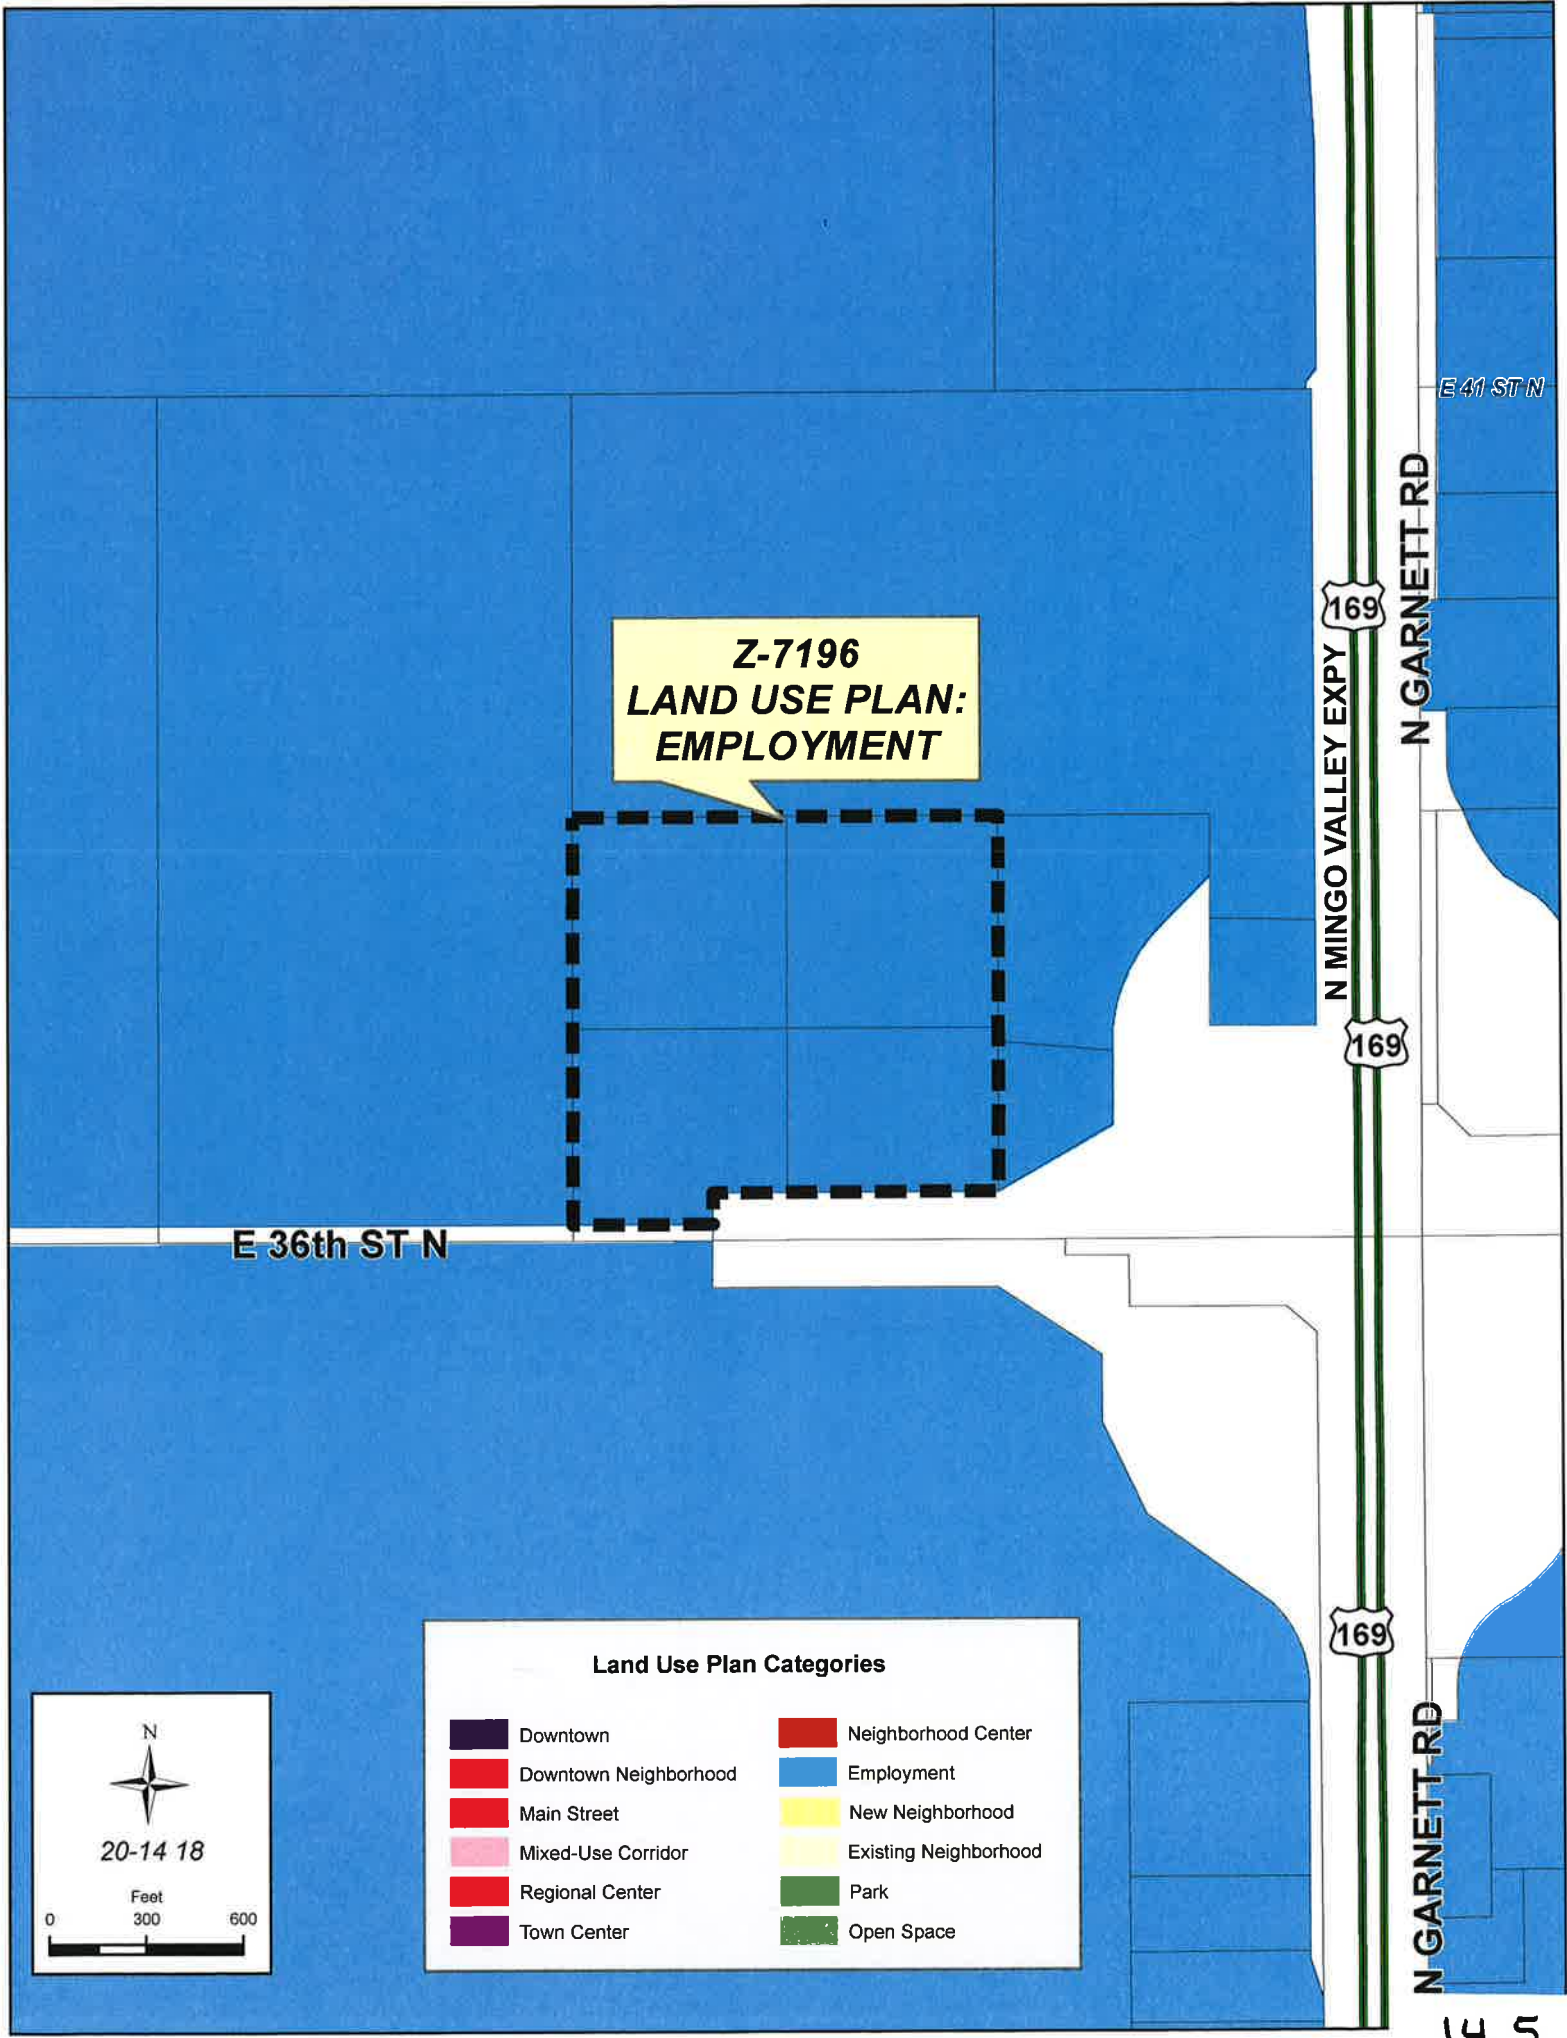 E 41 ST N
N GARNETT RD
169
Z-7196
LAND USE PLAN:
EMPLOYMENT
N MINGO VALLEY EXPY
169
E 36th ST N
169
N GARNETT RD
Land Use Plan Categories
Downtown
Downtown Neighborhood
Main Street
Mixed-Use Corridor
Regional Center
Town Center
Neighborhood Center
Employment
New Neighborhood
Existing Neighborhood
Park
Open Space
N
20-14 18
Feet
0 300 600